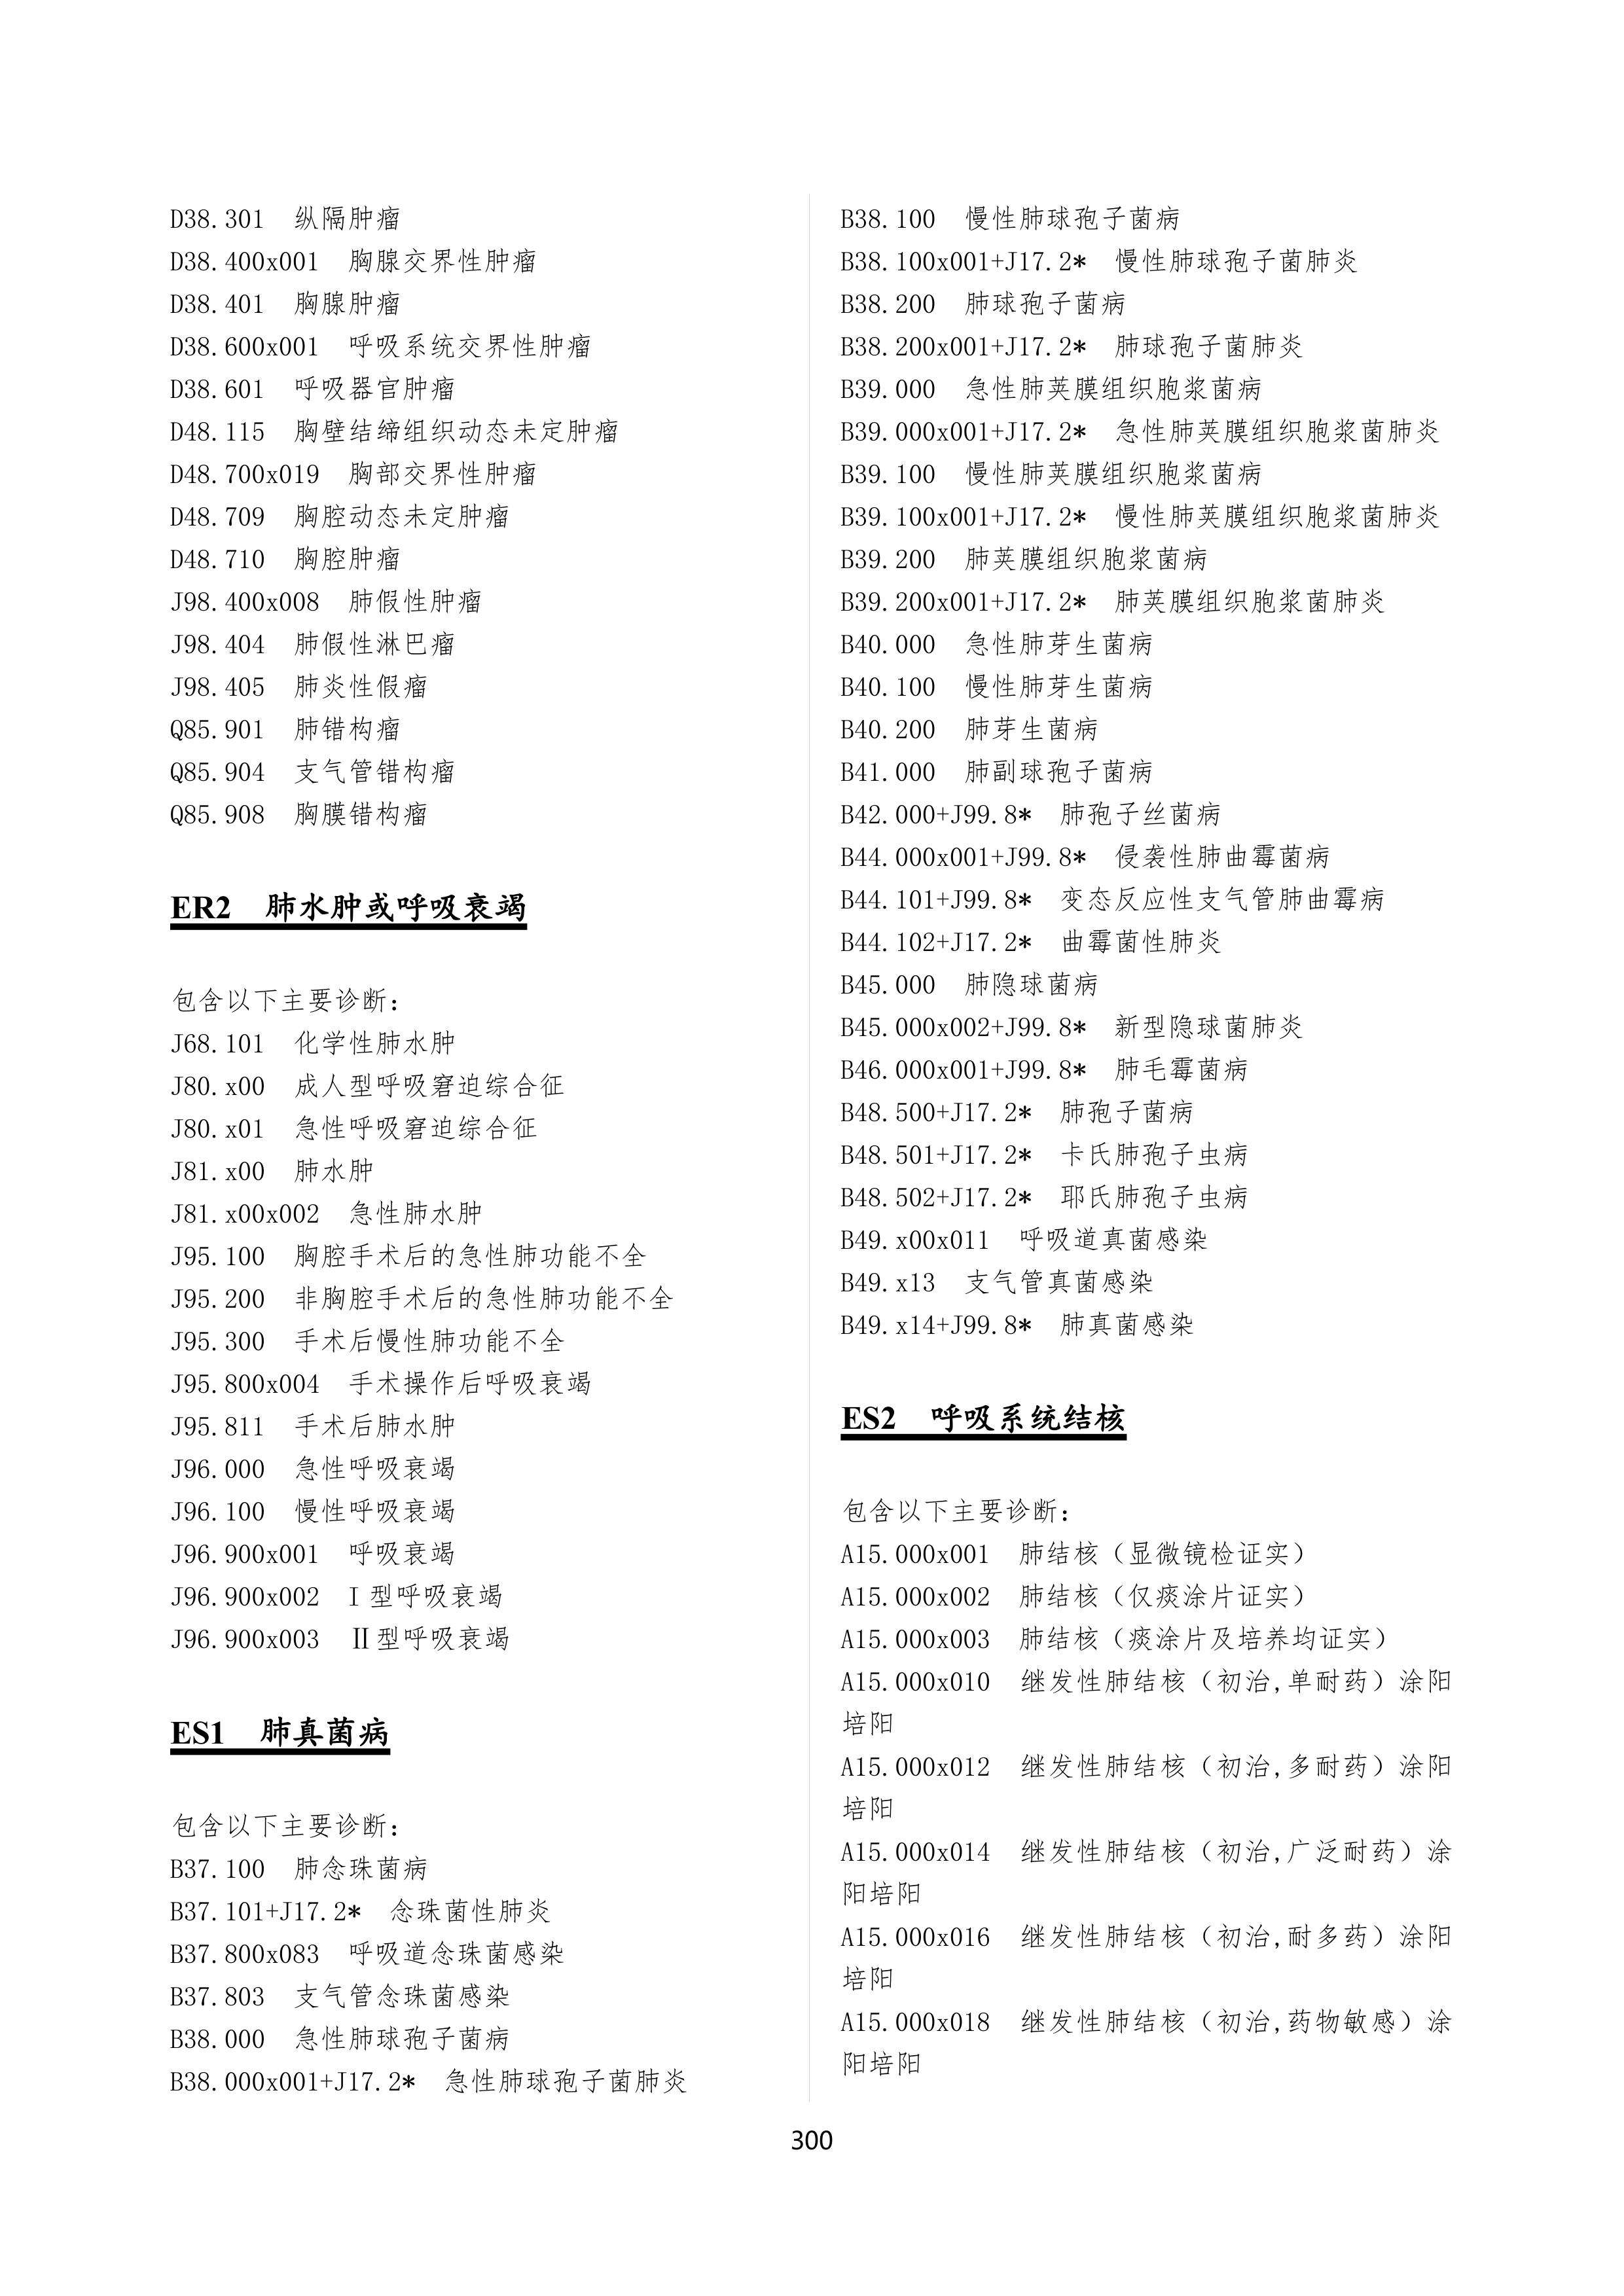 D38.301 纵隔肿瘤
D38.400x001 胸腺交界性肿瘤
D38.401 胸腺肿瘤
D38.600x001 呼吸系统交界性肿瘤
D38.601 呼吸器官肿瘤
D48.115 胸壁结缔组织动态未定肿瘤
D48.700x019 胸部交界性肿瘤
D48.709 胸腔动态未定肿瘤
D48.710 胸腔肿瘤
J98.400x008 肺假性肿瘤
J98.404 肺假性淋巴瘤
J98.405 肺炎性假瘤
Q85.901 肺错构瘤
Q85.904 支气管错构瘤
Q85.908 胸膜错构瘤
ER2 肺水肿或呼吸衰竭
包含以下主要诊断:
J68.101 化学性肺水肿
J80.x00 成人型呼吸窘迫综合征
J80.x01 急性呼吸窘迫综合征
J81.x00 肺水肿
J81.x00x002 急性肺水肿
J95.100 胸腔手术后的急性肺功能不全
J95.200 非胸腔手术后的急性肺功能不全
J95.300 手术后慢性肺功能不全
J95.800x004 手术操作后呼吸衰竭
J95.811 手术后肺水肿
J96.000 急性呼吸衰竭
J96.100 慢性呼吸衰竭
J96.900x001 呼吸衰竭
J96.900x002 I型呼吸衰竭
J96.900x003 Ⅱ型呼吸衰竭
ES1 肺真菌病
包含以下主要诊断:
B37.100 肺念珠菌病
B37.101+J17.2* 念珠菌性肺炎
B37.800x083 呼吸道念珠菌感染
B37.803 支气管念珠菌感染
B38.000 急性肺球孢子菌病
B38.000x001+J17.2* 急性肺球孢子菌肺炎
B38.100 慢性肺球孢子菌病
B38.100x001+J17.2* 慢性肺球孢子菌肺炎
B38.200 肺球孢子菌病
B38.200x001+J17.2* 肺球孢子菌肺炎
B39.000 急性肺荚膜组织胞浆菌病
B39.000x001+J17.2* 急性肺荚膜组织胞浆菌肺炎
B39.100 慢性肺荚膜组织胞浆菌病
B39.100x001+J17.2* 慢性肺荚膜组织胞浆菌肺炎
B39.200 肺荚膜组织胞浆菌病
B39.200x001+J17.2* 肺荚膜组织胞浆菌肺炎
B40.000 急性肺芽生菌病
B40.100 慢性肺芽生菌病
B40.200 肺芽生菌病
B41.000 肺副球孢子菌病
B42.000+J99.8* 肺孢子丝菌病
B44.000x001+J99.8* 侵袭性肺曲霉菌病
B44.101+J99.8* 变态反应性支气管肺曲霉病
B44.102+J17.2* 曲霉菌性肺炎
B45.000 肺隐球菌病
B45.000x002+J99.8* 新型隐球菌肺炎
B46.000x001+J99.8* 肺毛霉菌病
B48.500+J17.2* 肺孢子菌病
B48.501+J17.2* 卡氏肺孢子虫病
B48.502+J17.2* 耶氏肺孢子虫病
B49.x00x011 呼吸道真菌感染
B49.x13 支气管真菌感染
B49.x14+J99.8* 肺真菌感染
ES2 呼吸系统结核
包含以下主要诊断:
A15.000x001 肺结核（显微镜检证实）
A15.000x002 肺结核（仅痰涂片证实）
A15.000x003 肺结核（痰涂片及培养均证实）
A15.000x010 继发性肺结核（初治,单耐药）涂阳
培阳
A15.000x012 继发性肺结核（初治,多耐药）涂阳
培阳
A15.000x014 继发性肺结核（初治,广泛耐药）涂
阳培阳
A15.000x016 继发性肺结核（初治,耐多药）涂阳
培阳
A15.000x018 继发性肺结核（初治,药物敏感）涂
阳培阳
300